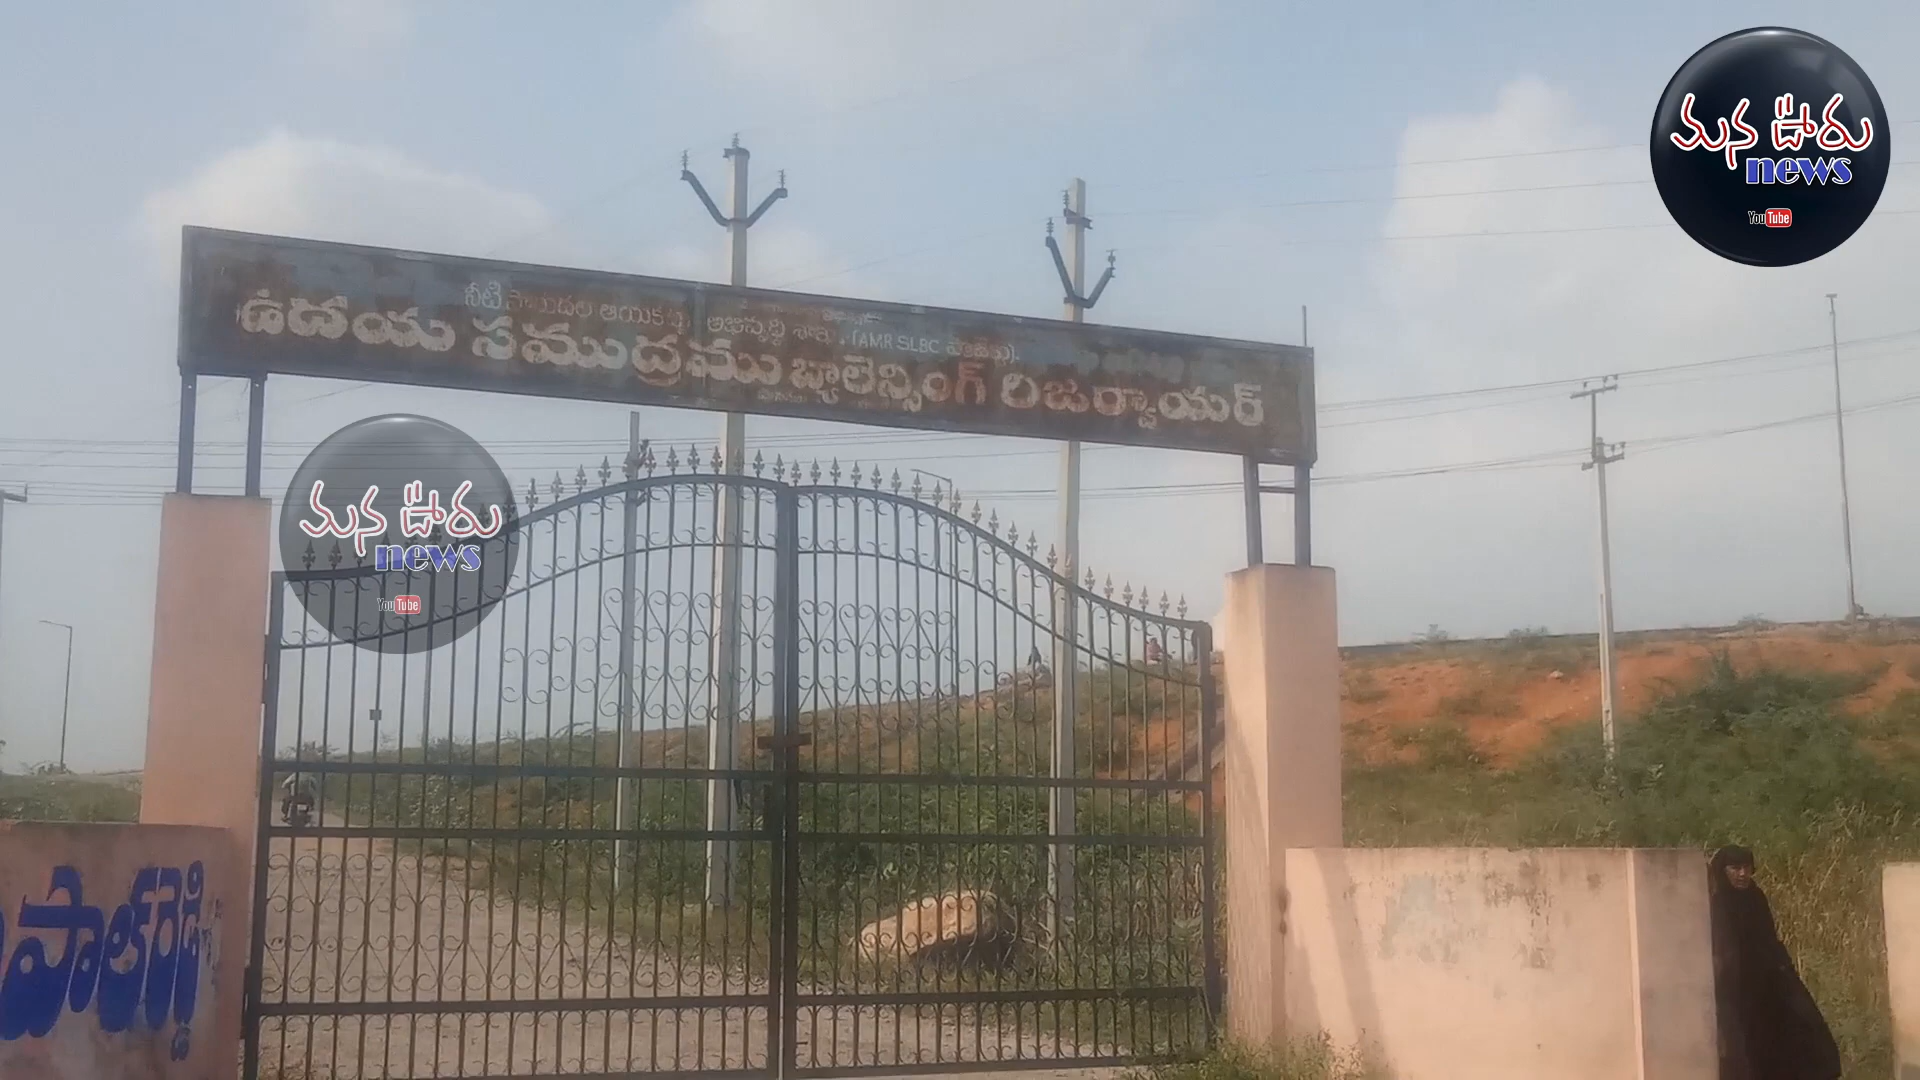 నీటి పారుదల ఆయకట్టు అభివృద్ధి శాఖ. (AMR SLBC ప్రాజెక్టు).
ఉదయ సముద్రము బ్యాలెన్సింగ్ రిజర్వాయర్
పాల్‌రెడ్డి
మన ఊరు
news
YouTube
మన ఊరు
news
YouTube